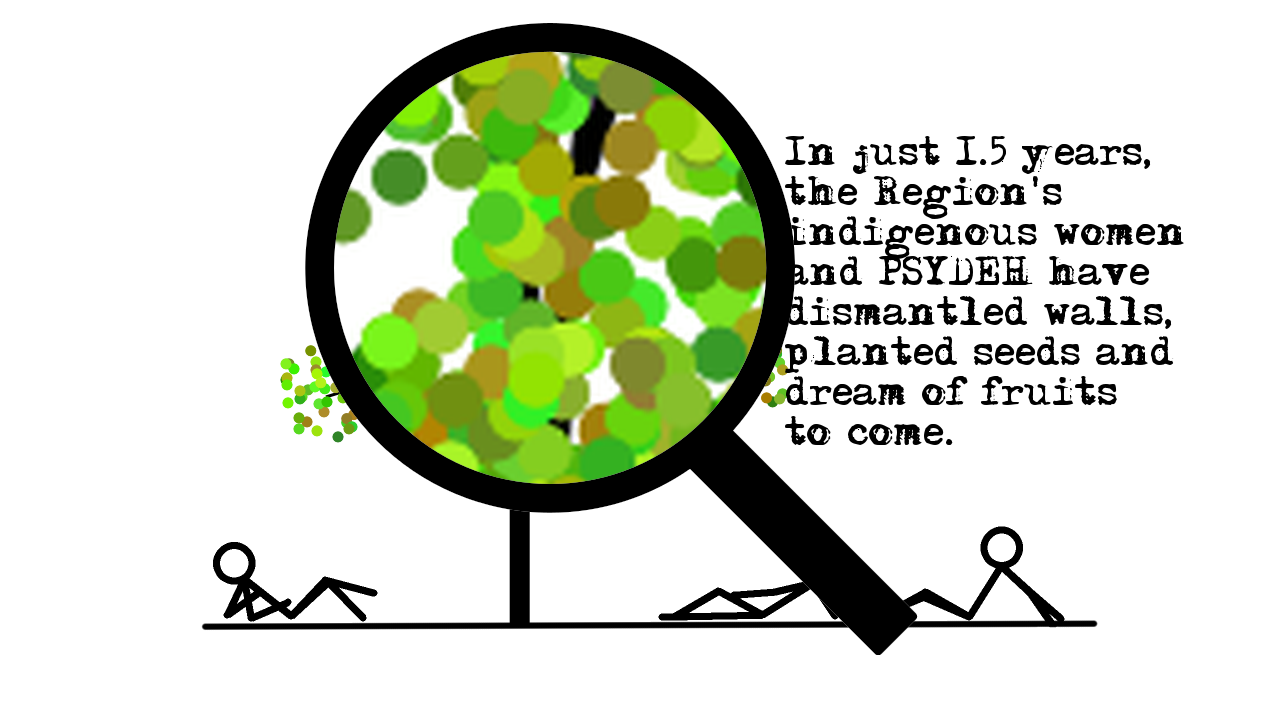 In just 1.5 years,
the Region's
indigenous women
and PSYDEH have
dismantled walls,
planted seeds and
dream of fruits
to come.